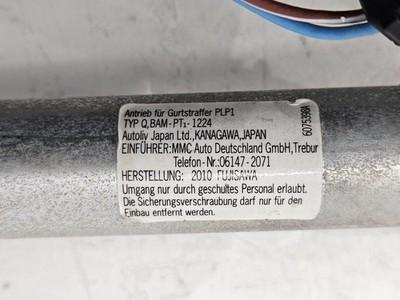 Antrieb für Gurtstraffer PLP1
TYP Q,BAM-PT₁-1224
Autoliv Japan Ltd.,KANAGAWA,JAPAN
EINFÜHRER:MMC Auto Deutschland GmbH,Trebur
Telefon-Nr.:06147-2071
HERSTELLUNG: 2010 FUJISAWA
Umgang nur durch geschultes Personal erlaubt.
Die Sicherungsverschraubung darf nur für den
Einbau entfernt werden.
6075398A